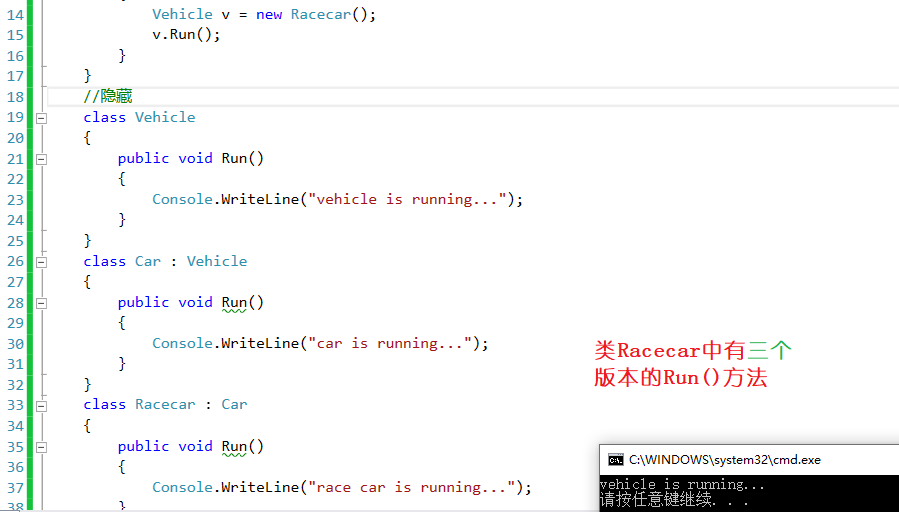 14 Vehicle v = new Racecar();
15 v.Run();
16 }
17 }
18 //隐藏
19 class Vehicle
20 {
21 public void Run()
22 {
23 Console.WriteLine("vehicle is running...");
24 }
25 }
26 class Car : Vehicle
27 {
28 public void Run()
29 {
30 Console.WriteLine("car is running...");
31 }
32 }
33 class Racecar : Car
34 {
35 public void Run()
36 {
37 Console.WriteLine("race car is running...");
38 }
类Racecar中有三个
版本的Run()方法
C:\WINDOWS\system32\cmd.exe
vehicle is running...
请按任意键继续. . .